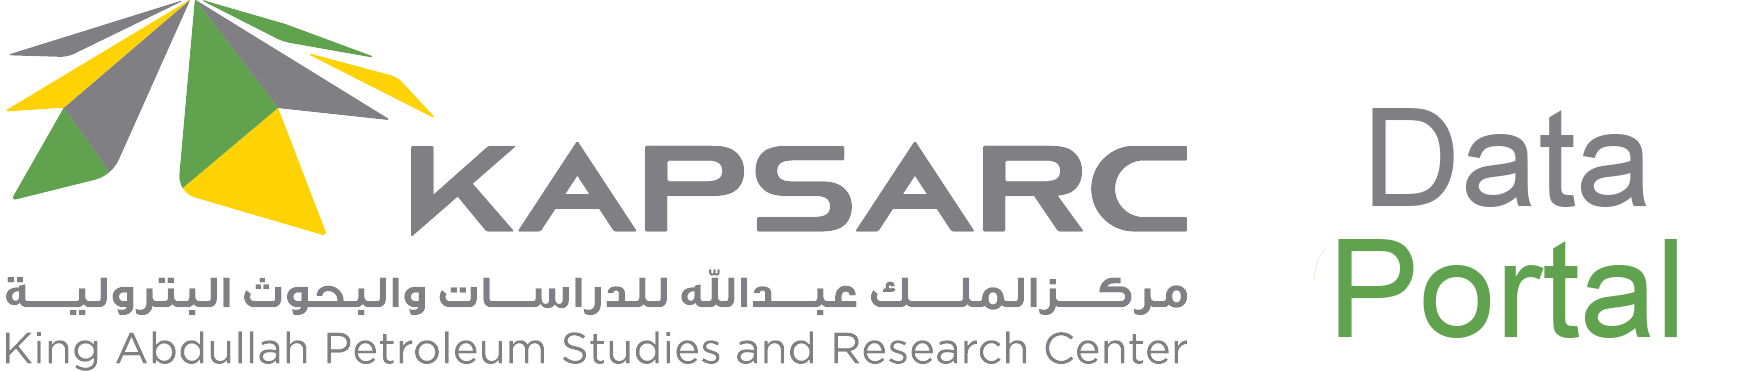 KAPSARC
مركز الملك عبدالله للدراسات والبحوث البترولية
King Abdullah Petroleum Studies and Research Center
Data
Portal